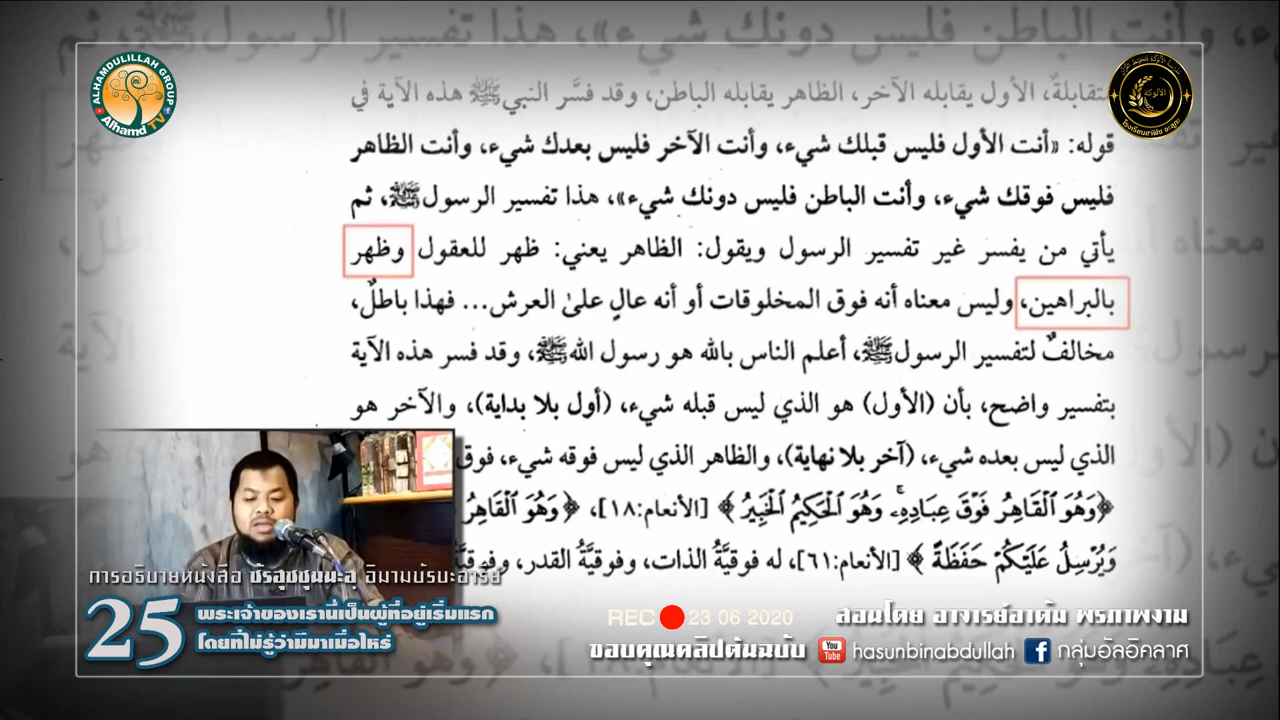 ALHAMDULILLAH GROUP
Alhamd TV
الألوكة
متقابلةٌ، الأول يقابله الآخر، الظاهر يقابله الباطن، وقد فسَّر النبي ﷺ هذه الآية في
قوله: «أنت الأول فليس قبلك شيء، وأنت الآخر فليس بعدك شيء، وأنت الظاهر
فليس فوقك شيء، وأنت الباطن فليس دونك شيء»، هذا تفسير الرسول ﷺ، ثم
يأتي من يفسر غير تفسير الرسول ويقول: الظاهر يعني: ظهر للعقول وظهر
بالبراهين، وليس معناه أنه فوق المخلوقات أو أنه عالٍ علىٰ العرش... فهذا باطلٌ،
مخالفٌ لتفسير الرسول ﷺ، أعلم الناس بالله هو رسول الله ﷺ، وقد فسر هذه الآية
بتفسير واضح، بأن (الأول) هو الذي ليس قبله شيء، (أول بلا بداية)، والآخر هو
الذي ليس بعده شيء، (آخر بلا نهاية)، والظاهر الذي ليس فوقه شيء، فوق
﴿وَهُوَ ٱلْقَاهِرُ فَوْقَ عِبَادِهِۦۚ وَهُوَ ٱلْحَكِيمُ ٱلْخَبِيرُ﴾ [الأنعام:١٨]، ﴿وَهُوَ ٱلْقَاهِرُ
وَيُرْسِلُ عَلَيْكُمْ حَفَظَةً﴾ [الأنعام:٦١]، له فوقيَّةُ الذات، وفوقيَّةُ القدر، وفوقيَّةُ
การอธิบายหนังสือ ชัรฮุซซุนนะฮฺ อิมามบัรบะฮารีย์
25 พระเจ้าของเรานี่เป็นผู้ที่อยู่เริ่มแรก
โดยที่ไม่รู้ว่ามีมาเมื่อไหร่
REC 23 06 2020
สอนโดย อาจารย์อาดัม พรภาพงาม
ขอบคุณคลิปต้นฉบับ You Tube hasunbinabdullah f กลุ่มอัลอิคลาศ